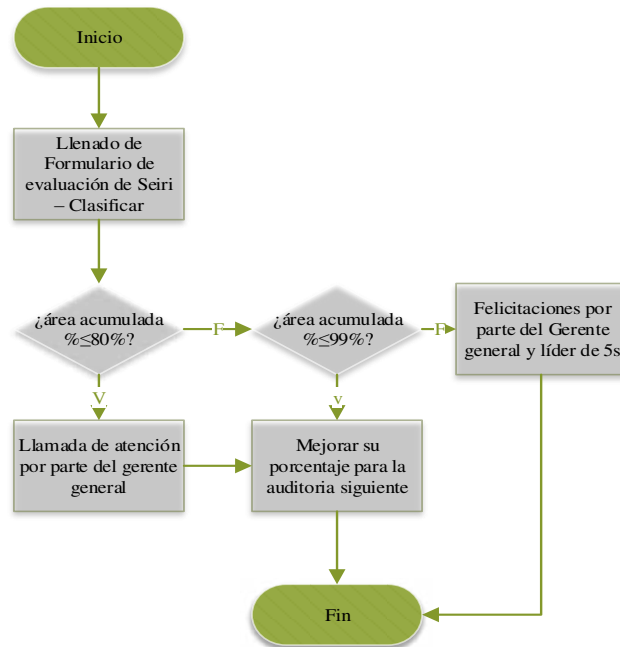 Inicio
Llenado de
Formulario de
evaluación de Seiri
– Clasificar
¿área acumulada
%≤80%?
F
¿área acumulada
%≤99%?
F
Felicitaciones por
parte del Gerente
general y líder de 5s
V
v
Llamada de atención
por parte del gerente
general
Mejorar su
porcentaje para la
auditoria siguiente
Fin